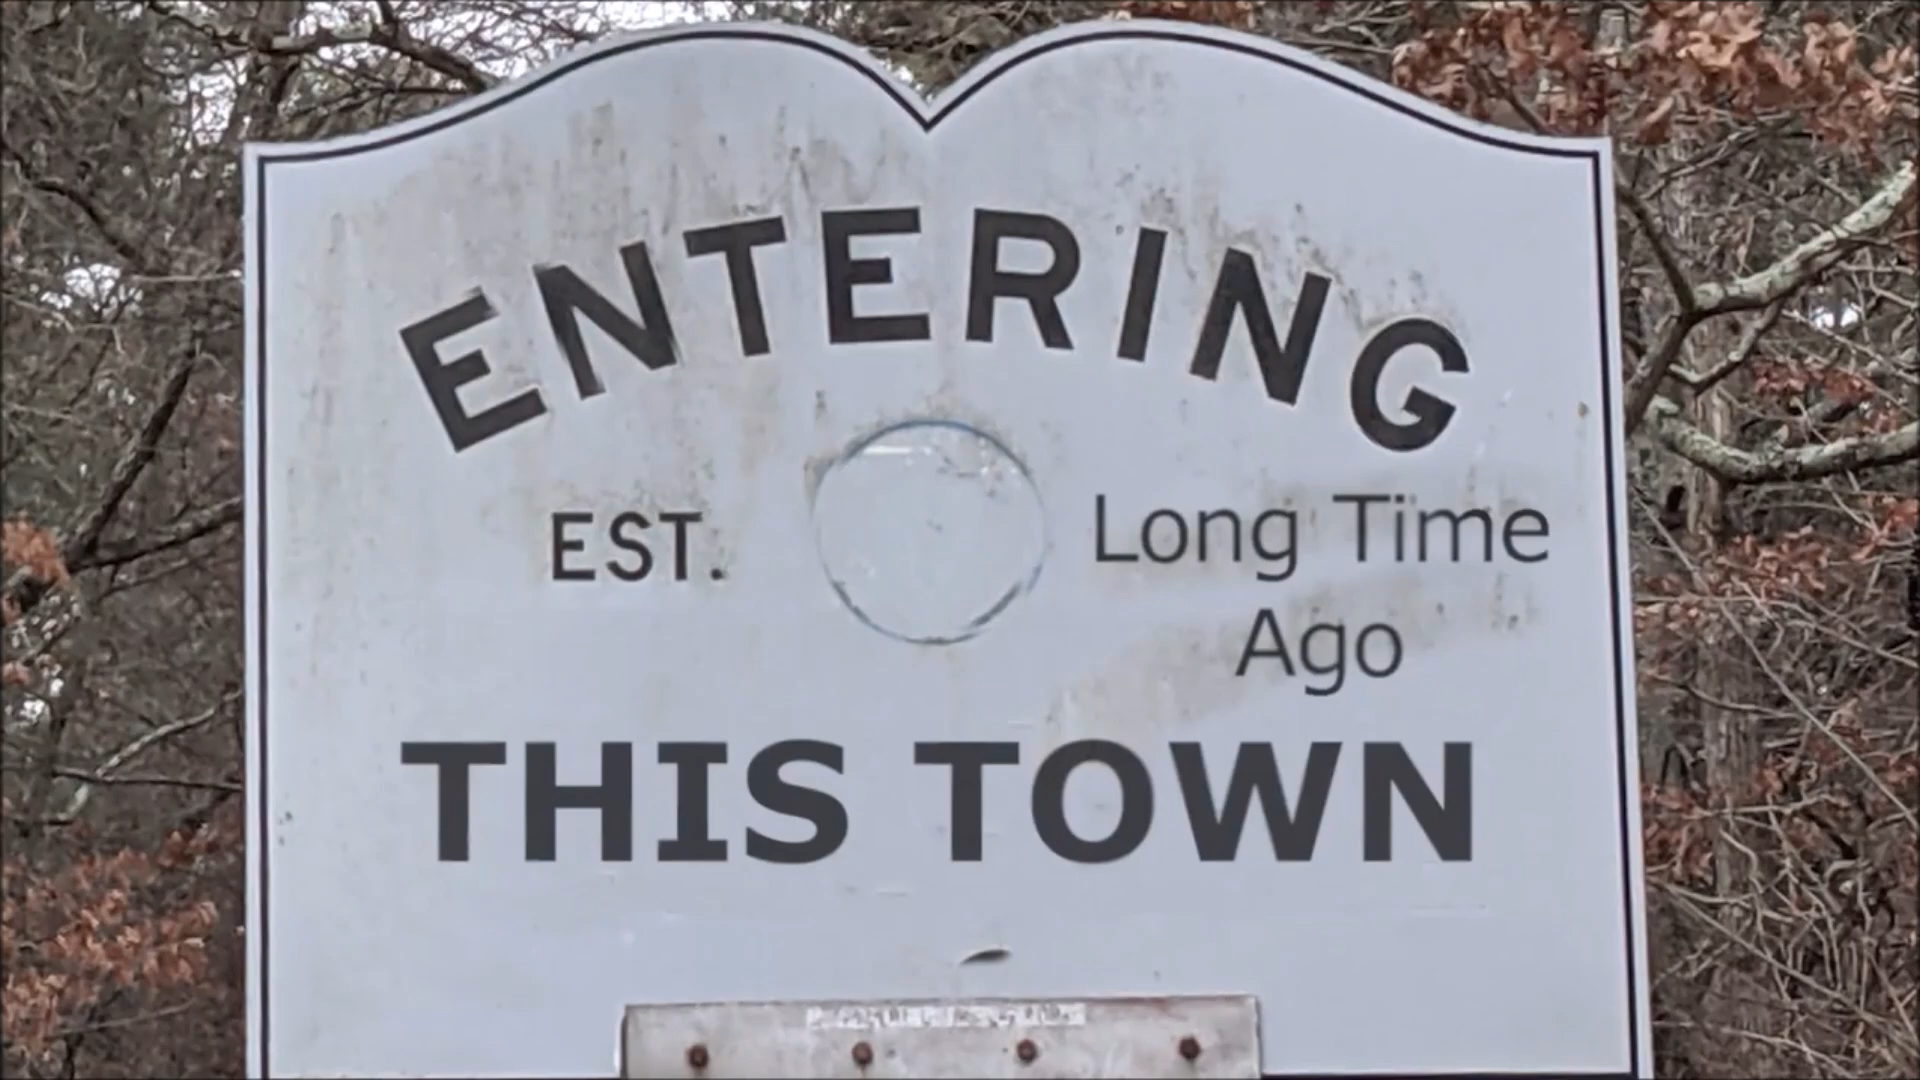 ENTERING
EST.
Long Time
Ago
THIS TOWN